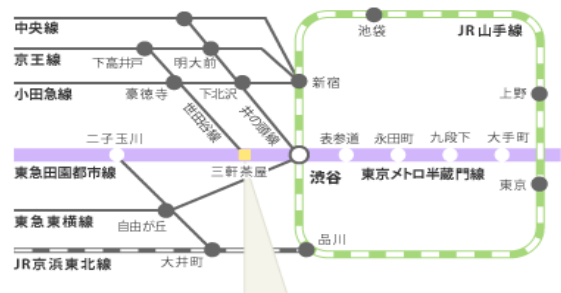 中央線
池袋
JR山手線
京王線
下高井戸
明大前
新宿
小田急線
豪徳寺
下北沢
上野
世田谷線
井の頭線
二子玉川
表参道
永田町
九段下
大手町
東急田園都市線
三軒茶屋
渋谷
東京メトロ半蔵門線
東京
東急東横線
自由が丘
品川
JR京浜東北線
大井町